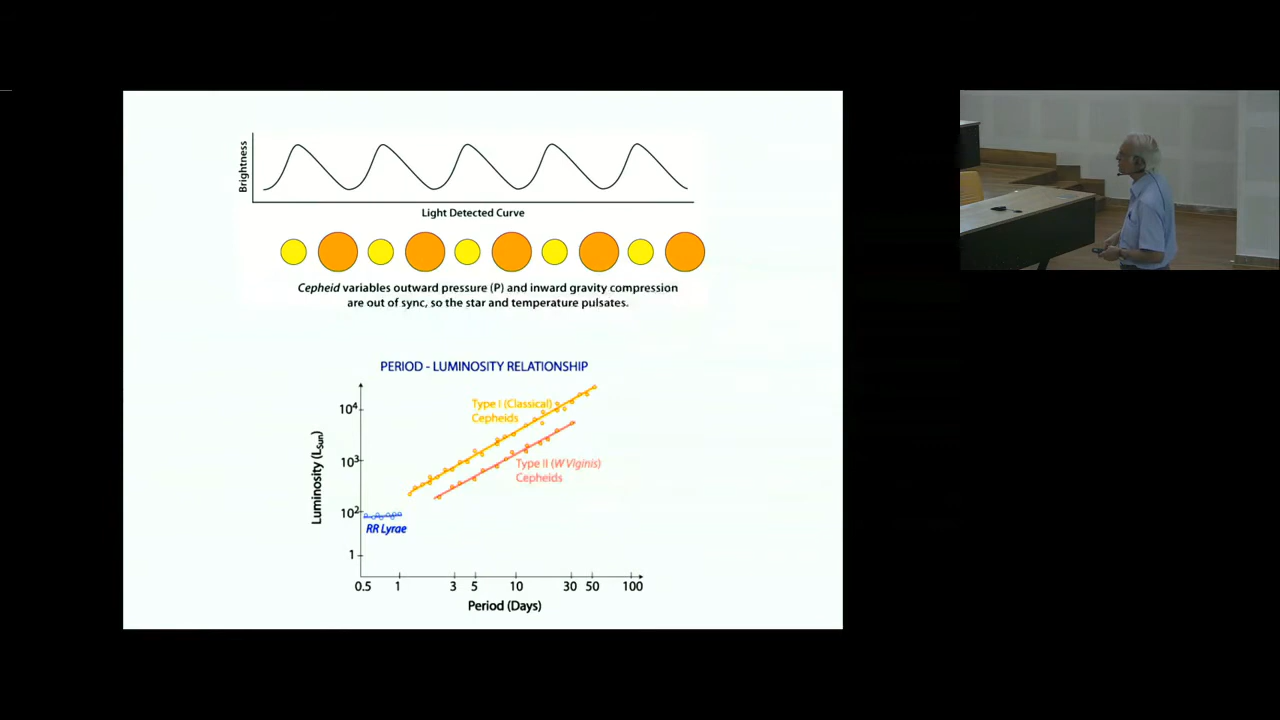 Brightness
Light Detected Curve
Cepheid variables outward pressure (P) and inward gravity compression
are out of sync, so the star and temperature pulsates.
PERIOD - LUMINOSITY RELATIONSHIP
Luminosity (LSun)
10⁴
10³
10²
1
Type I (Classical)
Cepheids
Type II (W Viginis)
Cepheids
RR Lyrae
0.5 1 3 5 10 30 50 100
Period (Days)